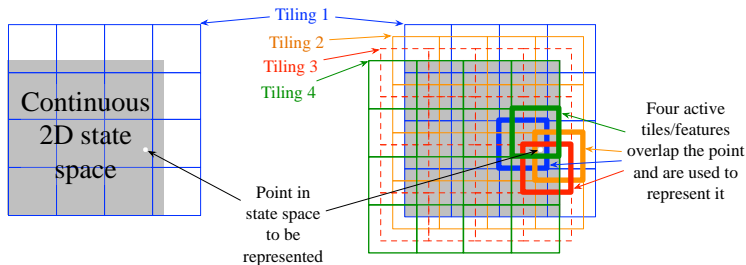 Tiling 1
Tiling 2
Tiling 3
Tiling 4
Continuous
2D state
space
Point in
state space
to be
represented
Four active
tiles/features
overlap the point
and are used to
represent it